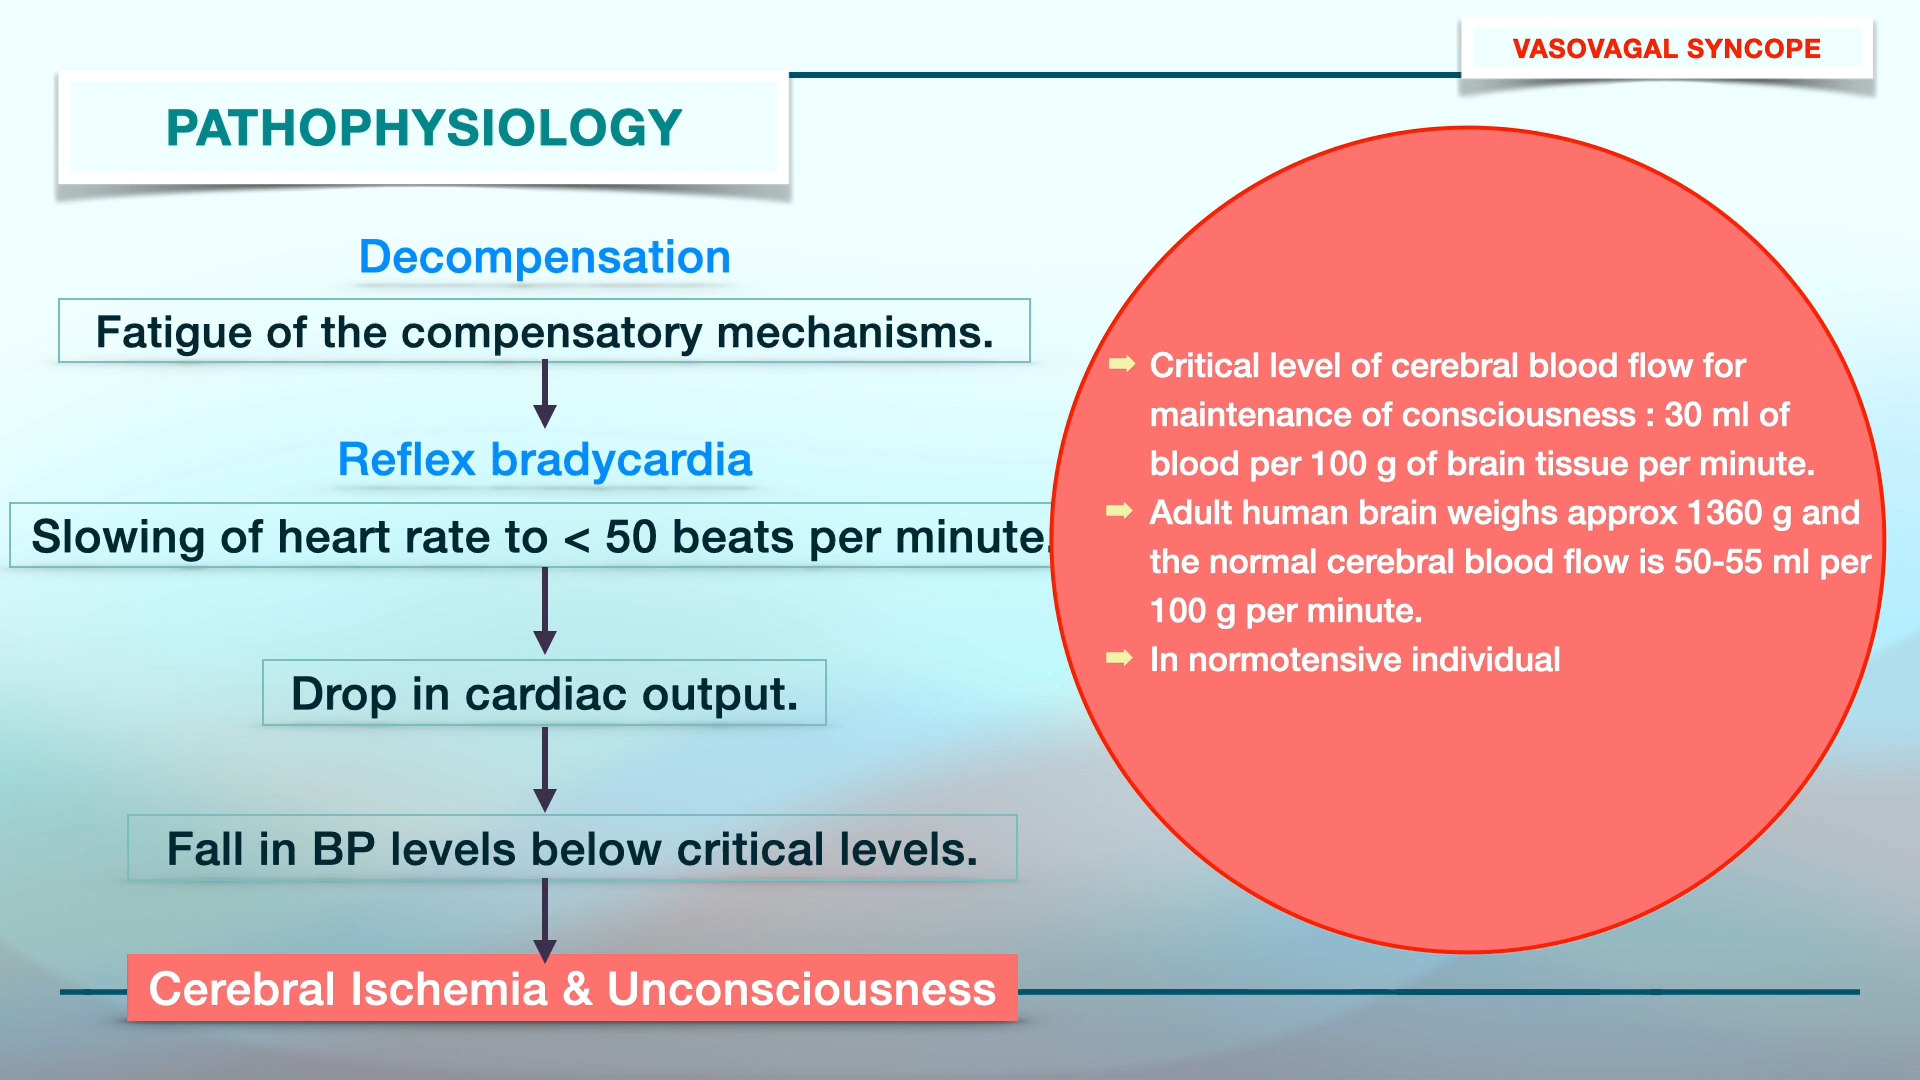 VASOVAGAL SYNCOPE
PATHOPHYSIOLOGY
Decompensation
Fatigue of the compensatory mechanisms.
Reflex bradycardia
Slowing of heart rate to < 50 beats per minute.
Drop in cardiac output.
Fall in BP levels below critical levels.
Cerebral Ischemia & Unconsciousness
Critical level of cerebral blood flow for
maintenance of consciousness : 30 ml of
blood per 100 g of brain tissue per minute.
Adult human brain weighs approx 1360 g and
the normal cerebral blood flow is 50-55 ml per
100 g per minute.
In normotensive individual